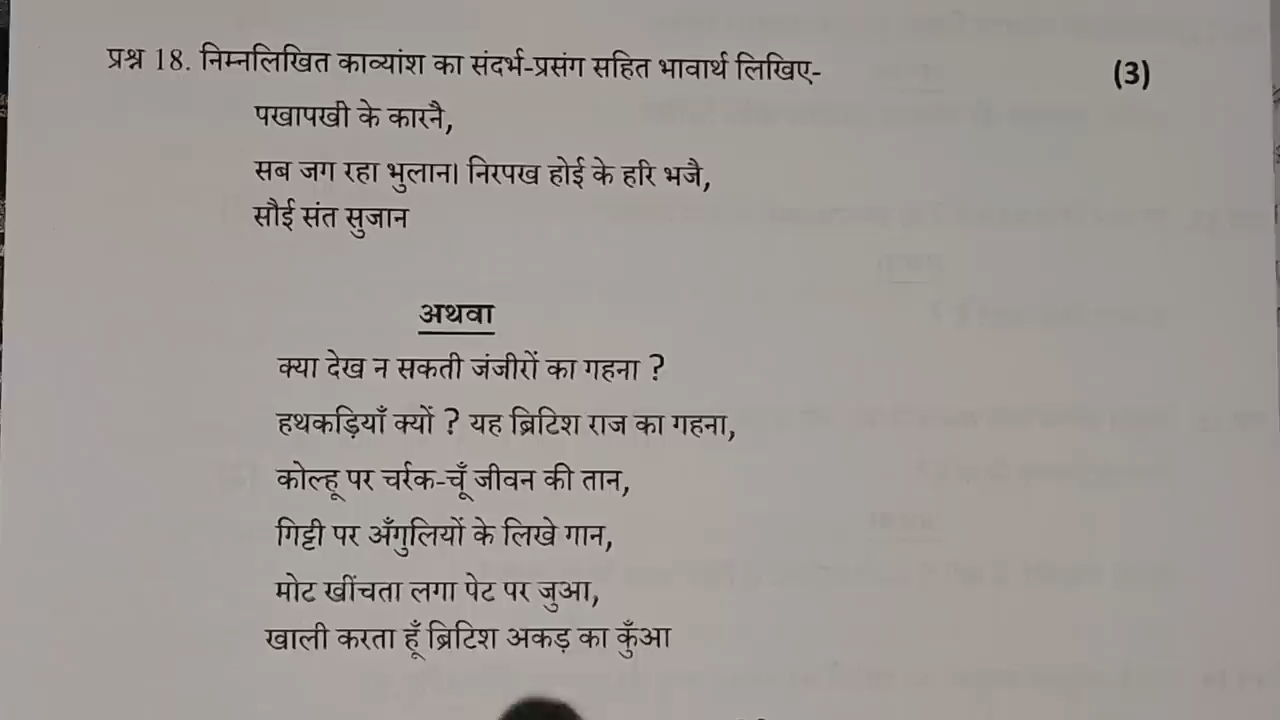 प्रश्न 18. निम्नलिखित काव्यांश का संदर्भ-प्रसंग सहित भावार्थ लिखिए- (3)
पखापखी के कारनै,
सब जग रहा भुलान। निरपख होई के हरि भजै,
सौई संत सुजान
अथवा
क्या देख न सकती जंजीरों का गहना ?
हथकड़ियाँ क्यों ? यह ब्रिटिश राज का गहना,
कोल्हू पर चर्रक-चूँ जीवन की तान,
गिट्टी पर अँगुलियों के लिखे गान,
मोट खींचता लगा पेट पर जुआ,
खाली करता हूँ ब्रिटिश अकड़ का कुँआ